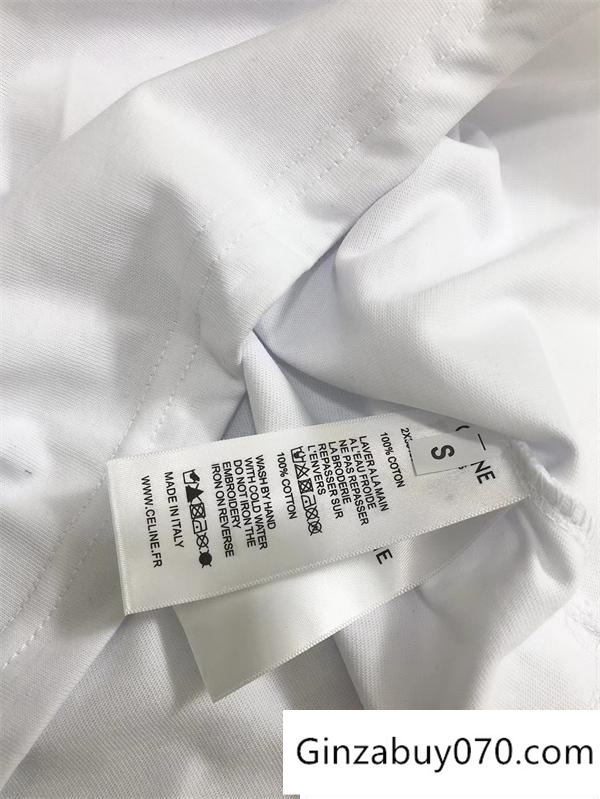 NE
S
100% COTON
LAVER A LA MAIN
A L'EAU FROIDE
NE PAS REPASSER
LA BRODERIE
REPASSER SUR
L'ENVERS
100% COTTON
WASH BY HAND
WITH COLD WATER
DO NOT IRON THE
EMBROIDERY
IRON ON REVERSE
MADE IN ITALY
WWW.CELINE.FR
Ginzabuy070.com